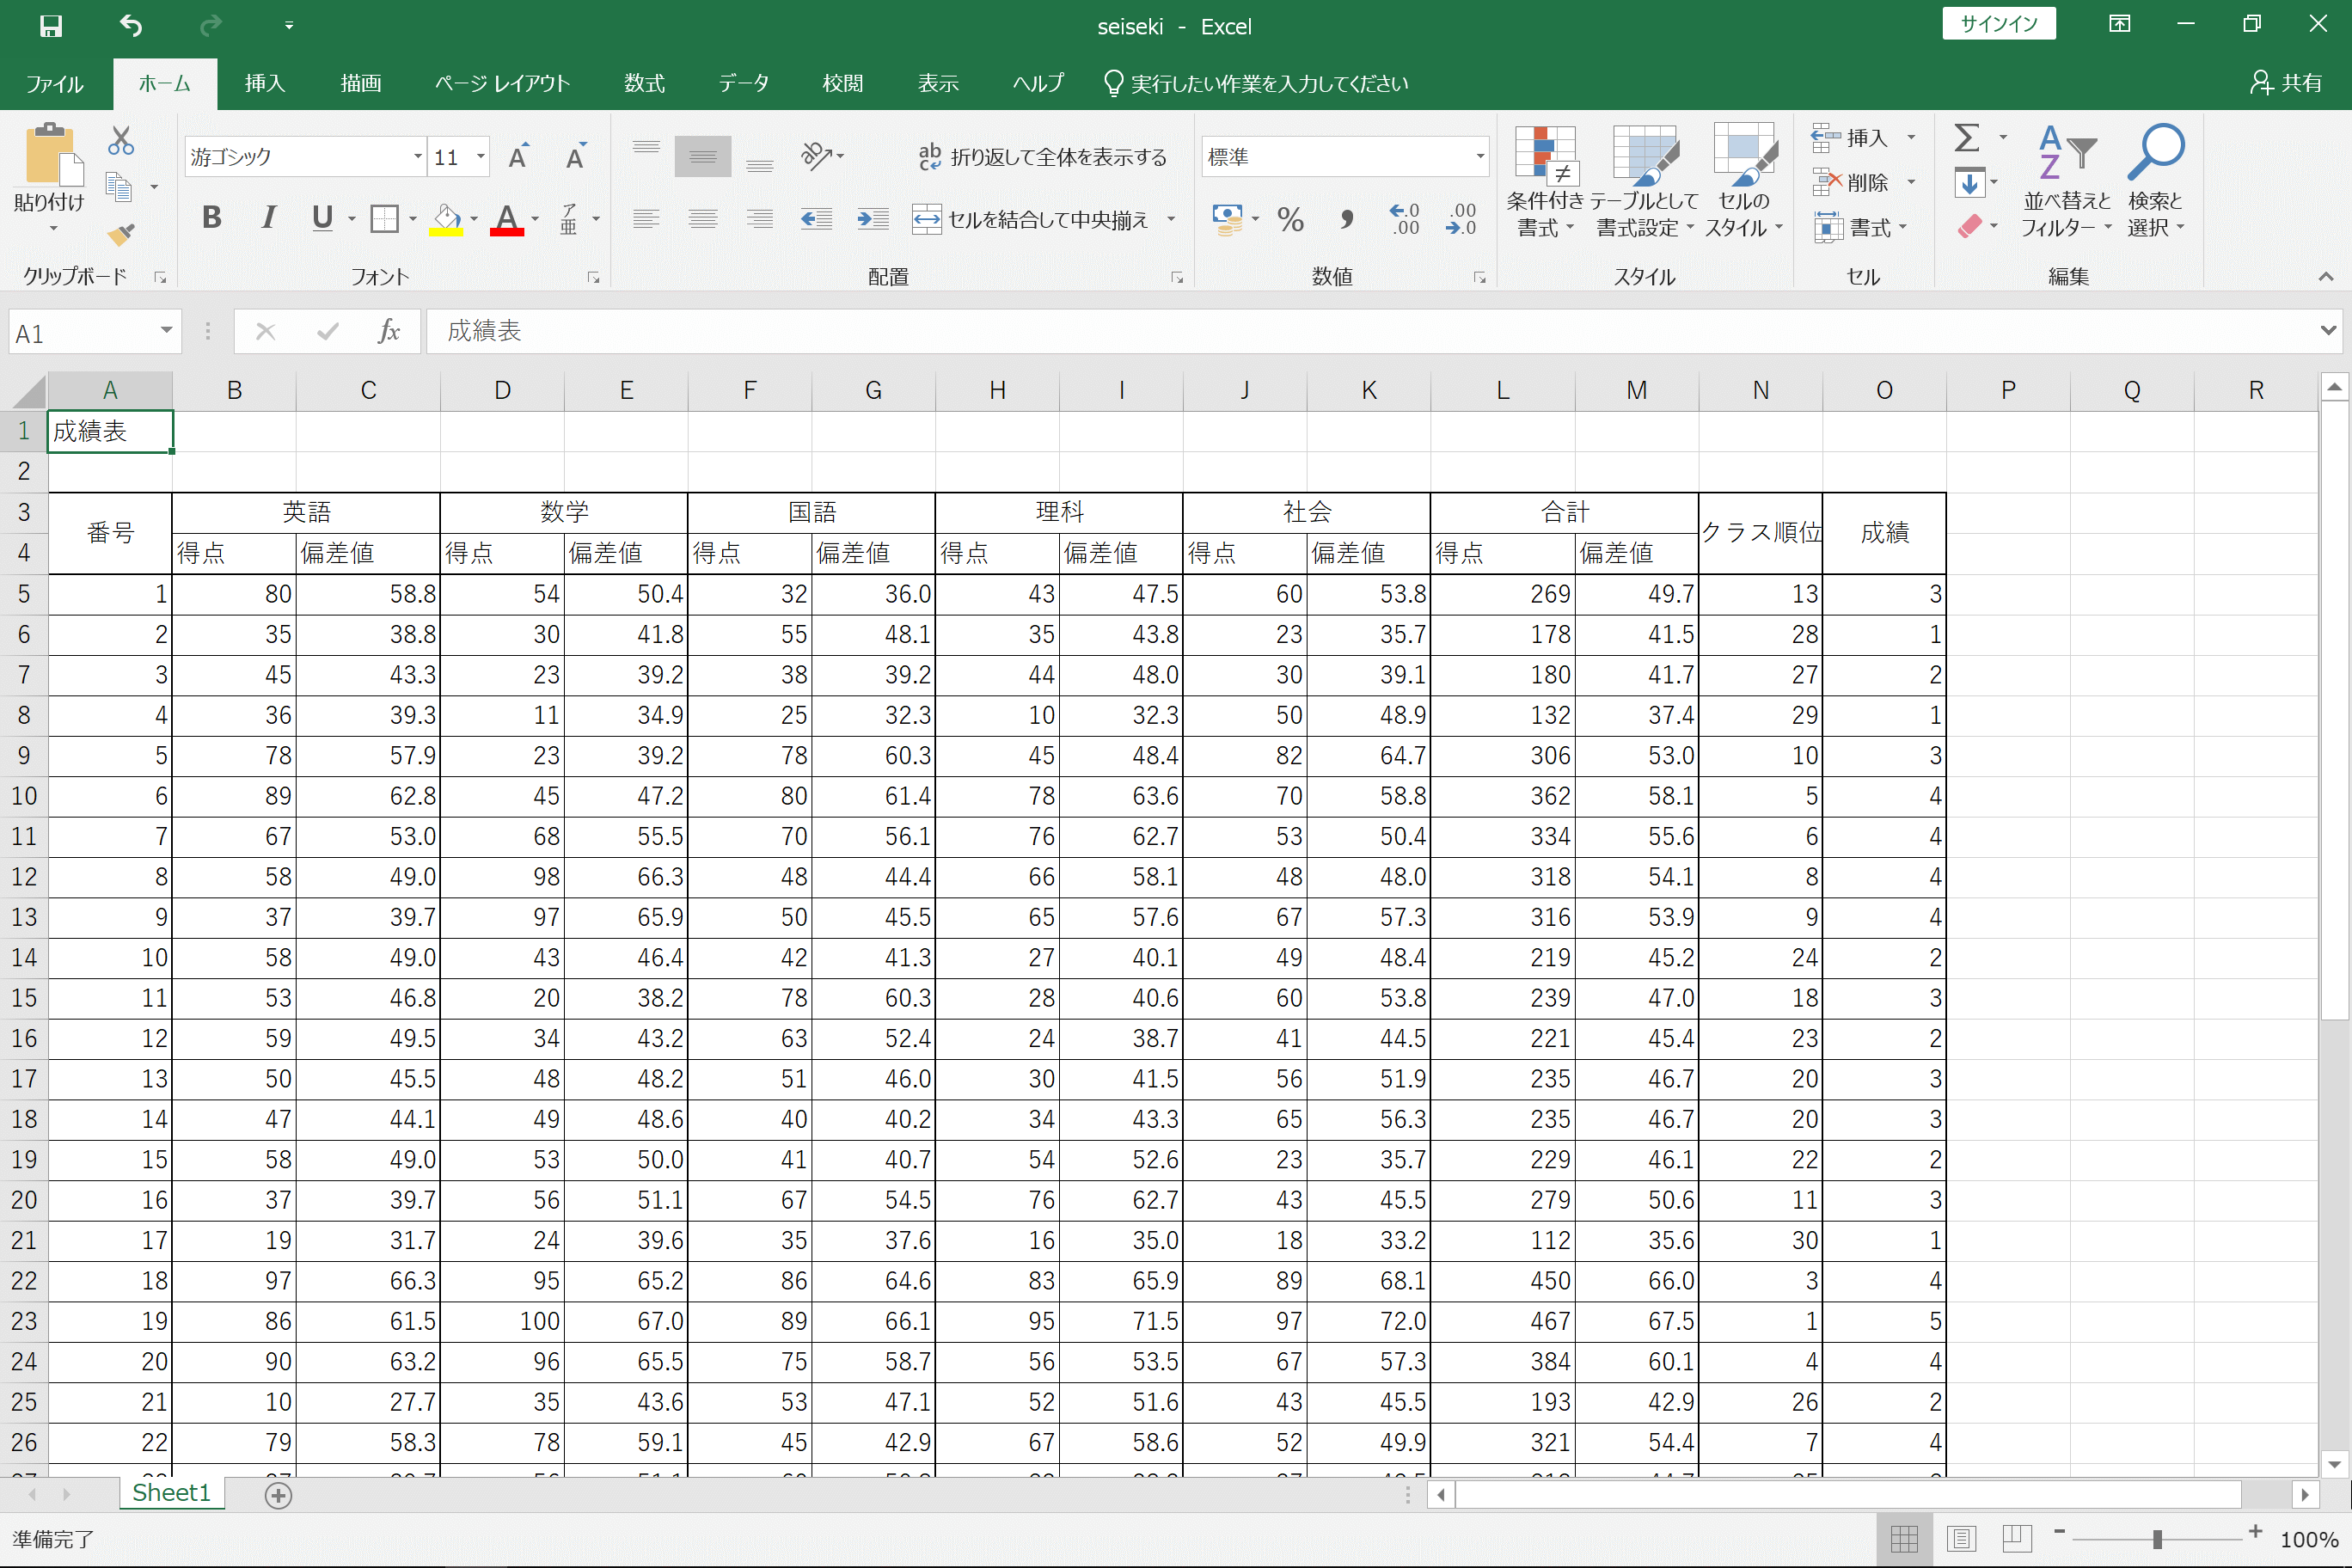 seiseki - Excel
サインイン
ファイル ホーム 挿入 描画 ページ レイアウト 数式 データ 校閲 表示 ヘルプ 実行したい作業を入力してください 共有
貼り付け
クリップボード
游ゴシック 11 A A
B I U A ア亜
フォント
ab 折り返して全体を表示する
セルを結合して中央揃え
配置
標準
% , .0 .00 .00 .0
数値
条件付き書式
テーブルとして書式設定
セルのスタイル
スタイル
挿入
削除
書式
セル
Σ
AZ
並べ替えとフィルター
検索と選択
編集
A1 fx 成績表
A B C D E F G H I J K L M N O P Q R
1 成績表
2
3 番号 英語 数学 国語 理科 社会 合計 クラス順位 成績
4 得点 偏差値 得点 偏差値 得点 偏差値 得点 偏差値 得点 偏差値 得点 偏差値
5 1 80 58.8 54 50.4 32 36.0 43 47.5 60 53.8 269 49.7 13 3
6 2 35 38.8 30 41.8 55 48.1 35 43.8 23 35.7 178 41.5 28 1
7 3 45 43.3 23 39.2 38 39.2 44 48.0 30 39.1 180 41.7 27 2
8 4 36 39.3 11 34.9 25 32.3 10 32.3 50 48.9 132 37.4 29 1
9 5 78 57.9 23 39.2 78 60.3 45 48.4 82 64.7 306 53.0 10 3
10 6 89 62.8 45 47.2 80 61.4 78 63.6 70 58.8 362 58.1 5 4
11 7 67 53.0 68 55.5 70 56.1 76 62.7 53 50.4 334 55.6 6 4
12 8 58 49.0 98 66.3 48 44.4 66 58.1 48 48.0 318 54.1 8 4
13 9 37 39.7 97 65.9 50 45.5 65 57.6 67 57.3 316 53.9 9 4
14 10 58 49.0 43 46.4 42 41.3 27 40.1 49 48.4 219 45.2 24 2
15 11 53 46.8 20 38.2 78 60.3 28 40.6 60 53.8 239 47.0 18 3
16 12 59 49.5 34 43.2 63 52.4 24 38.7 41 44.5 221 45.4 23 2
17 13 50 45.5 48 48.2 51 46.0 30 41.5 56 51.9 235 46.7 20 3
18 14 47 44.1 49 48.6 40 40.2 34 43.3 65 56.3 235 46.7 20 3
19 15 58 49.0 53 50.0 41 40.7 54 52.6 23 35.7 229 46.1 22 2
20 16 37 39.7 56 51.1 67 54.5 76 62.7 43 45.5 279 50.6 11 3
21 17 19 31.7 24 39.6 35 37.6 16 35.0 18 33.2 112 35.6 30 1
22 18 97 66.3 95 65.2 86 64.6 83 65.9 89 68.1 450 66.0 3 4
23 19 86 61.5 100 67.0 89 66.1 95 71.5 97 72.0 467 67.5 1 5
24 20 90 63.2 96 65.5 75 58.7 56 53.5 67 57.3 384 60.1 4 4
25 21 10 27.7 35 43.6 53 47.1 52 51.6 43 45.5 193 42.9 26 2
26 22 79 58.3 78 59.1 45 42.9 67 58.6 52 49.9 321 54.4 7 4
Sheet1
準備完了
100%